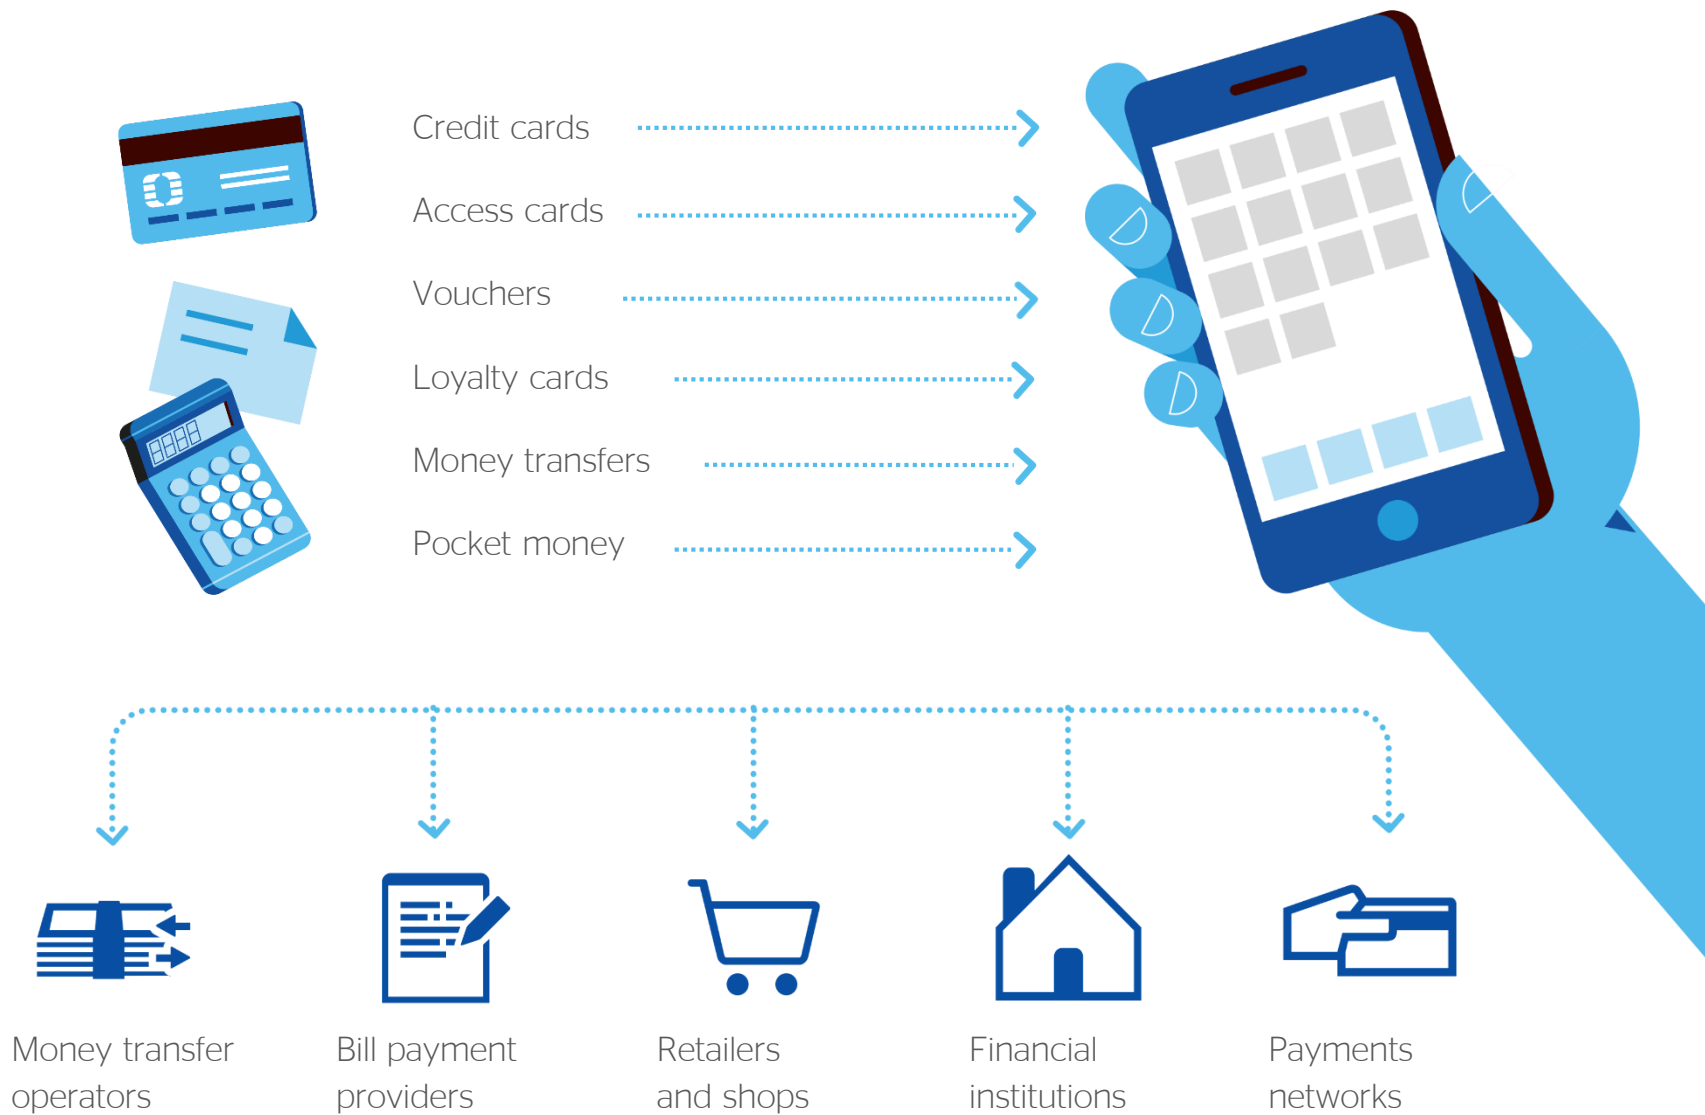 Credit cards
Access cards
Vouchers
Loyalty cards
Money transfers
Pocket money
Money transfer
operators
Bill payment
providers
Retailers
and shops
Financial
institutions
Payments
networks